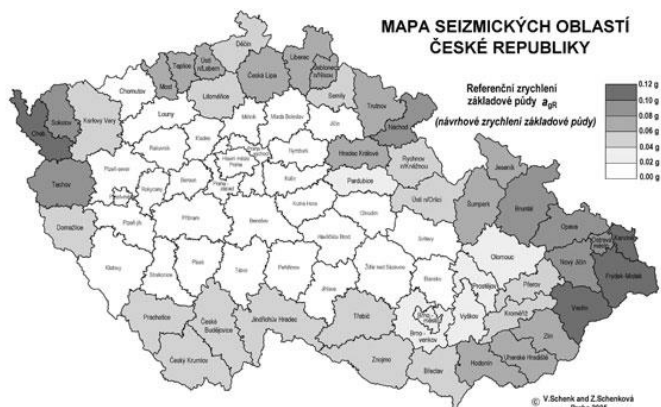 MAPA SEIZMICKÝCH OBLASTÍ
ČESKÉ REPUBLIKY
Referenční zrychlení
základové půdy a gR
(návrhové zrychlení základové půdy)
0.12 g
0.10 g
0.08 g
0.06 g
0.04 g
0.02 g
0.00 g
Děčín
Ústí
n/Labem
Teplice
Most
Liberec
Jablonec
n/Nisou
Česká Lípa
Litoměřice
Semily
Trutnov
Náchod
Chomutov
Louny
Mělník
Mladá Boleslav
Jičín
Sokolov
Cheb
Karlovy Vary
Rakovník
Kladno
Nymburk
Hradec Králové
Rychnov
n/Kněžnou
Tachov
Rokycany
Beroun
Kolín
Pardubice
Ústí n/Orlicí
Šumperk
Jeseník
Bruntál
Opava
Domažlice
Příbram
Benešov
Kutná Hora
Chrudim
Svitavy
Olomouc
Nový Jičín
Karviná
Frýdek-Místek
Klatovy
Strakonice
Písek
Tábor
Pelhřimov
Havlíčkův Brod
Žďár nad Sázavou
Blansko
Prostějov
Přerov
Vsetín
Jihlava
Prachatice
České
Budějovice
Jindřichův Hradec
Třebíč
Brno -
venkov
Vyškov
Kroměříž
Zlín
Český Krumlov
Znojmo
Břeclav
Hodonín
Uherské Hradiště
© V.Schenk and Z.Schenková